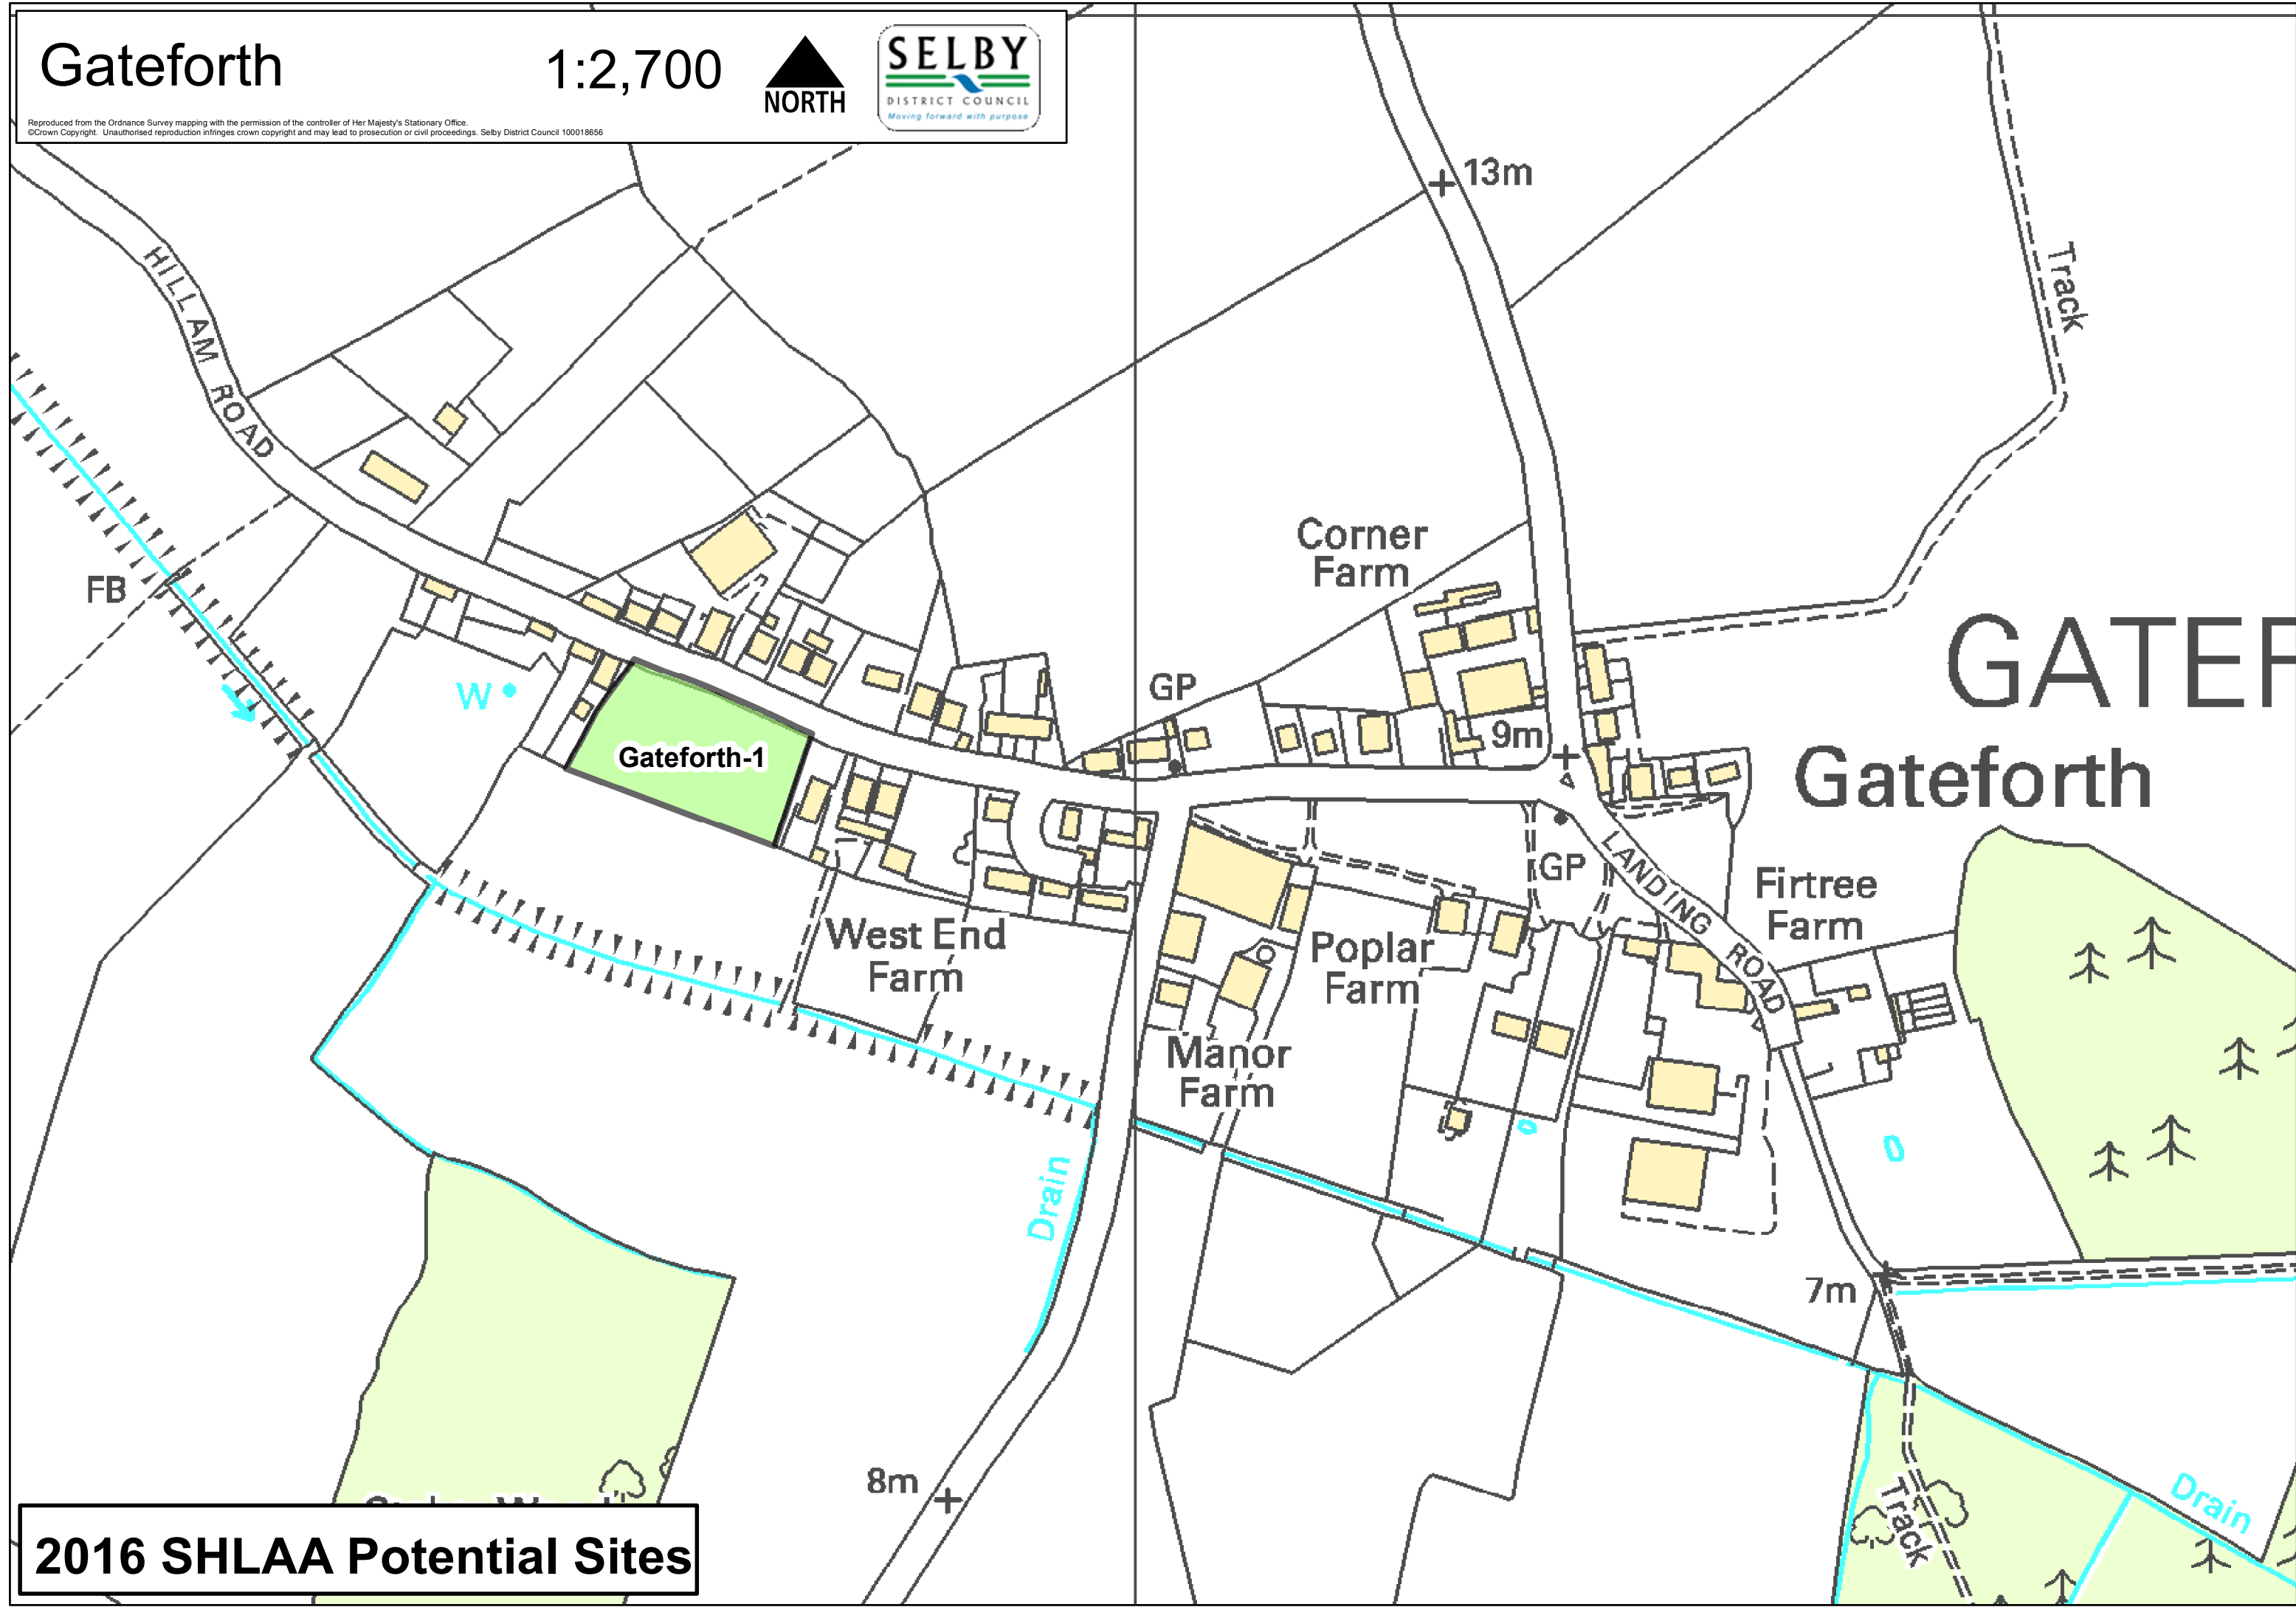 Gateforth
1:2,700
NORTH
SELBY
DISTRICT COUNCIL
Moving forward with purpose
Reproduced from the Ordnance Survey mapping with the permission of the controller of Her Majesty's Stationary Office.
©Crown Copyright. Unauthorised reproduction infringes crown copyright and may lead to prosecution or civil proceedings. Selby District Council 100018656
13m
Track
HILLAM ROAD
Corner
Farm
FB
GATEF
W
GP
9m
Gateforth-1
Gateforth
GP
LANDING ROAD
Firtree
Farm
West End
Farm
Poplar
Farm
Manor
Farm
Drain
7m
8m
Drain
Track
2016 SHLAA Potential Sites